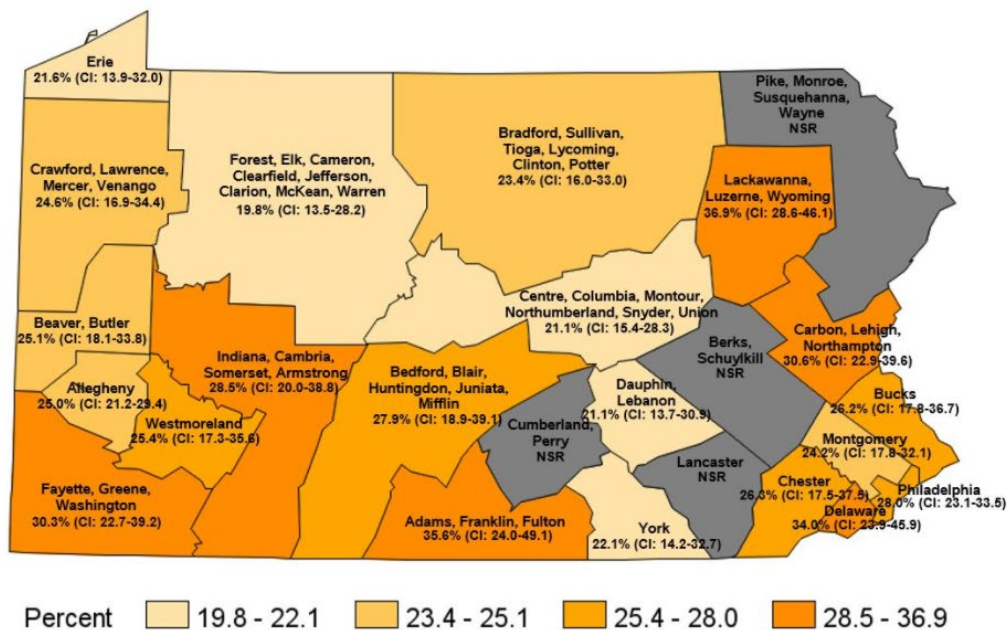 Erie
21.6% (CI: 13.9-32.0)
Pike, Monroe,
Susquehanna,
Wayne
NSR
Bradford, Sullivan,
Tioga, Lycoming,
Clinton, Potter
23.4% (CI: 16.0-33.0)
Forest, Elk, Cameron,
Clearfield, Jefferson,
Clarion, McKean, Warren
19.8% (CI: 13.5-28.2)
Crawford, Lawrence,
Mercer, Venango
24.6% (CI: 16.9-34.4)
Lackawanna,
Luzerne, Wyoming
36.9% (CI: 28.6-46.1)
Centre, Columbia, Montour,
Northumberland, Snyder, Union
21.1% (CI: 15.4-28.3)
Beaver, Butler
25.1% (CI: 18.1-33.8)
Indiana, Cambria,
Somerset, Armstrong
28.5% (CI: 20.0-38.8)
Berks,
Schuylkill
NSR
Carbon, Lehigh,
Northampton
30.6% (CI: 22.9-39.6)
Allegheny
25.0% (CI: 21.2-29.4)
Bedford, Blair,
Huntingdon, Juniata,
Mifflin
27.9% (CI: 18.9-39.1)
Dauphin,
Lebanon
21.1% (CI: 13.7-30.9)
Bucks
26.2% (CI: 17.8-36.7)
Westmoreland
25.4% (CI: 17.3-35.6)
Cumberland,
Perry
NSR
Montgomery
24.2% (CI: 17.8-32.1)
Lancaster
NSR
Chester
26.3% (CI: 17.5-37.5)
Philadelphia
28.0% (CI: 23.1-33.5)
Fayette, Greene,
Washington
30.3% (CI: 22.7-39.2)
Adams, Franklin, Fulton
35.6% (CI: 24.0-49.1)
York
22.1% (CI: 14.2-32.7)
Delaware
34.0% (CI: 23.9-45.9)
Percent 19.8 - 22.1 23.4 - 25.1 25.4 - 28.0 28.5 - 36.9